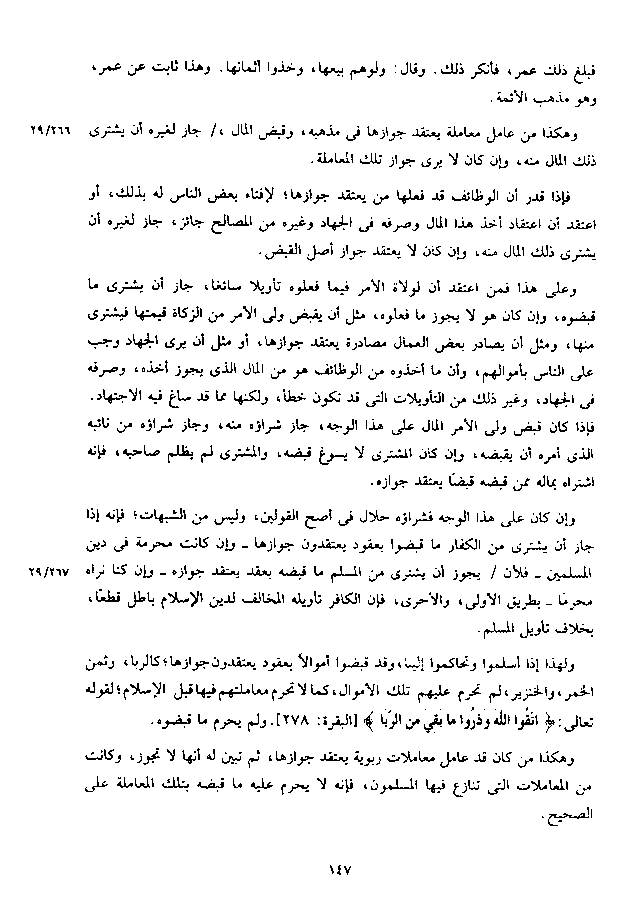 فبلغ ذلك عمر، فأنكر ذلك. وقال: ولوهم بيعها، وخذوا أثمانها. وهذا ثابت عن عمر،
وهو مذهب الأئمة.
وهكذا من عامل معاملة يعتقد جوازها فى مذهبه، وقبض المال ،/ جاز لغيره أن يشترى ٢٩/٢٦٦
ذلك المال منه، وإن كان لا يرى جواز تلك المعاملة.
فإذا قدر أن الوظائف قد فعلها من يعتقد جوازها؛ لإفتاء بعض الناس له بذلك، أو
اعتقد أن اعتقاد أخذ هذا المال وصرفه فى الجهاد وغيره من المصالح جائز، جاز لغيره أن
يشترى ذلك المال منه، وإن كان لا يعتقد جواز أصل القبض.
وعلى هذا فمن اعتقد أن لولاة الأمر فيما فعلوه تأويلا سائغا، جاز أن يشترى ما
قبضوه، وإن كان هو لا يجوز ما فعلوه، مثل أن يقبض ولى الأمر من الزكاة قيمتها فيشترى
منها، ومثل أن يصادر بعض العمال مصادرة يعتقد جوازها، أو مثل أن يرى الجهاد وجب
على الناس بأموالهم، وأن ما أخذوه من الوظائف هو من المال الذى يجوز أخذه، وصرفه
فى الجهاد، وغير ذلك من التأويلات التى قد تكون خطأ، ولكنها مما قد ساغ فيه الاجتهاد.
فإذا كان قبض ولى الأمر المال على هذا الوجه، جاز شراؤه منه، وجاز شراؤه من نائبه
الذى أمره أن يقبضه، وإن كان المشترى لا يسوغ قبضه، والمشترى لم يظلم صاحبه، فإنه
اشتراه بماله ممن قبضه قبضًا يعتقد جوازه.
وإن كان على هذا الوجه فشراؤه حلال فى أصح القولين، وليس من الشبهات؛ فإنه إذا
جاز أن يشترى من الكفار ما قبضوا بعقود يعتقدون جوازها ـ وإن كانت محرمة فى دين
المسلمين ـ فلأن / يجوز أن يشترى من المسلم ما قبضه بعقد يعتقد جوازه ـ وإن كنا نراه ٢٩/٢٦٧
محرمًا ـ بطريق الأولى، والأحرى، فإن الكافر تأويله المخالف لدين الإسلام باطل قطعًا،
بخلاف تأويل المسلم.
ولهذا إذا أسلموا وتحاكموا إلينا، وقد قبضوا أموالاً بعقود يعتقدون جوازها؛ كالربا، وثمن
الخمر، والخنزير، لم تحرم عليهم تلك الأموال، كما لا تحرم معاملتهم فيها قبل الإسلام؛ لقوله
تعالى: ﴿ اتَّقُوا اللَّهَ وَذَرُوا مَا بَقِيَ مِنَ الرِّبَا ﴾ [البقرة: ٢٧٨]. ولم يحرم ما قبضوه.
وهكذا من كان قد عامل معاملات ربوية يعتقد جوازها، ثم تبين له أنها لا تجوز، وكانت
من المعاملات التى تنازع فيها المسلمون، فإنه لا يحرم عليه ما قبضه بتلك المعاملة على
الصحيح.
١٤٧